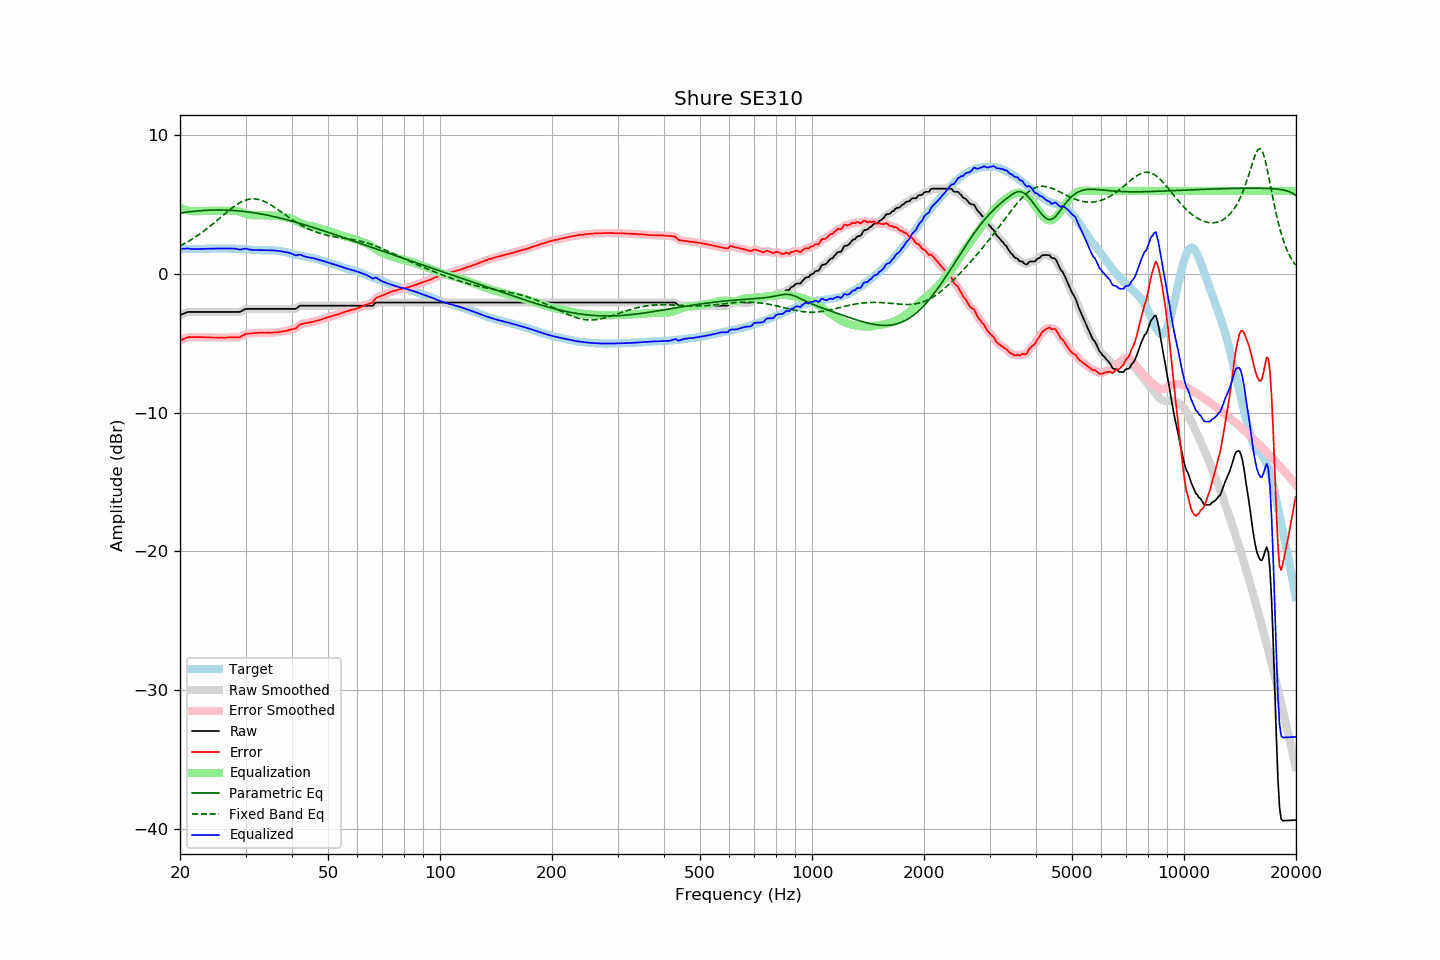 Shure SE310
10
0
−10
−20
−30
−40
Amplitude (dBr)
20
50
100
200
500
1000
2000
5000
10000
20000
Frequency (Hz)
Target
Raw Smoothed
Error Smoothed
Raw
Error
Equalization
Parametric Eq
Fixed Band Eq
Equalized